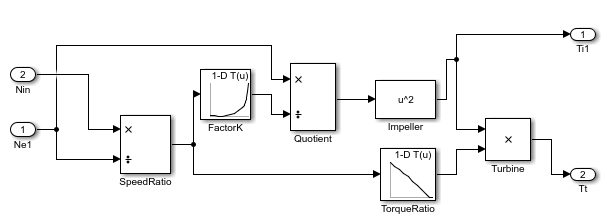 1
Ti1
1-D T(u)
2
Nin
×
÷
FactorK
Quotient
u^2
Impeller
1
Ne1
×
÷
SpeedRatio
×
Turbine
1-D T(u)
TorqueRatio
2
Tt